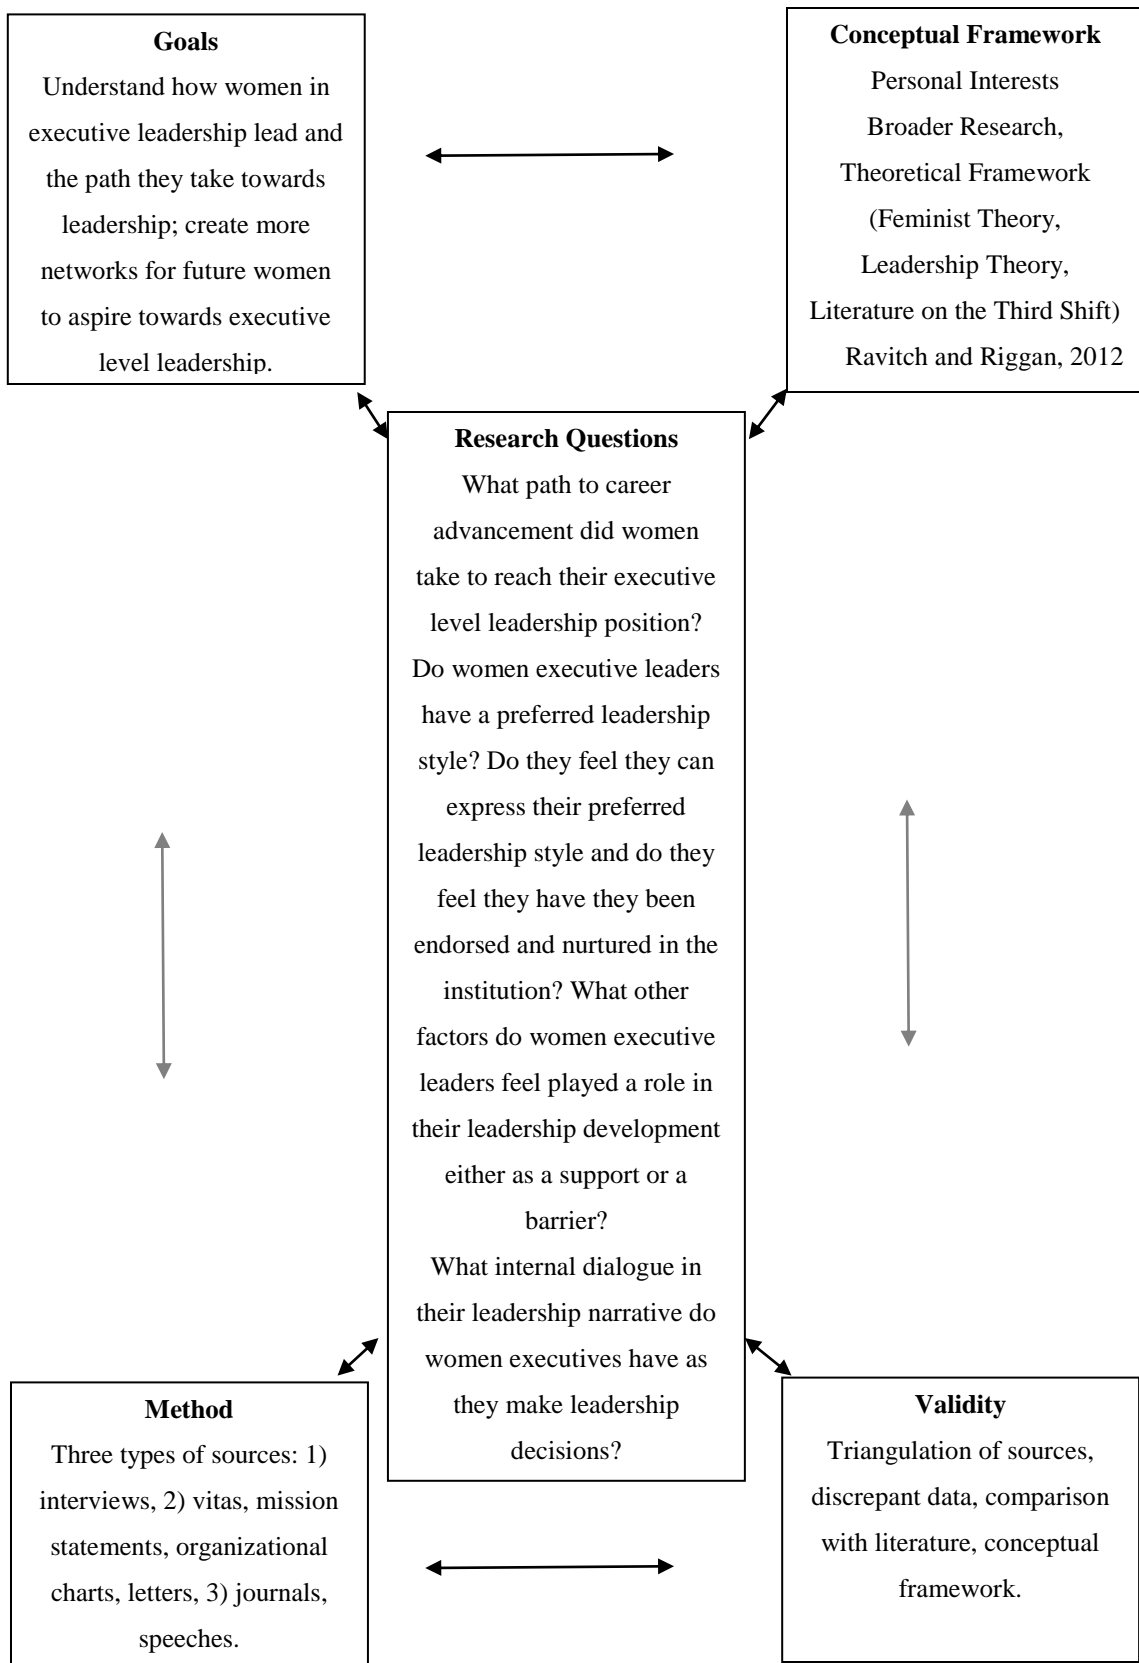 Goals
Understand how women in
executive leadership lead and
the path they take towards
leadership; create more
networks for future women
to aspire towards executive
level leadership.
Conceptual Framework
Personal Interests
Broader Research,
Theoretical Framework
(Feminist Theory,
Leadership Theory,
Literature on the Third Shift)
Ravitch and Riggan, 2012
Research Questions
What path to career
advancement did women
take to reach their executive
level leadership position?
Do women executive leaders
have a preferred leadership
style? Do they feel they can
express their preferred
leadership style and do they
feel they have they been
endorsed and nurtured in the
institution? What other
factors do women executive
leaders feel played a role in
their leadership development
either as a support or a
barrier?
What internal dialogue in
their leadership narrative do
women executives have as
they make leadership
decisions?
Method
Three types of sources: 1)
interviews, 2) vitas, mission
statements, organizational
charts, letters, 3) journals,
speeches.
Validity
Triangulation of sources,
discrepant data, comparison
with literature, conceptual
framework.